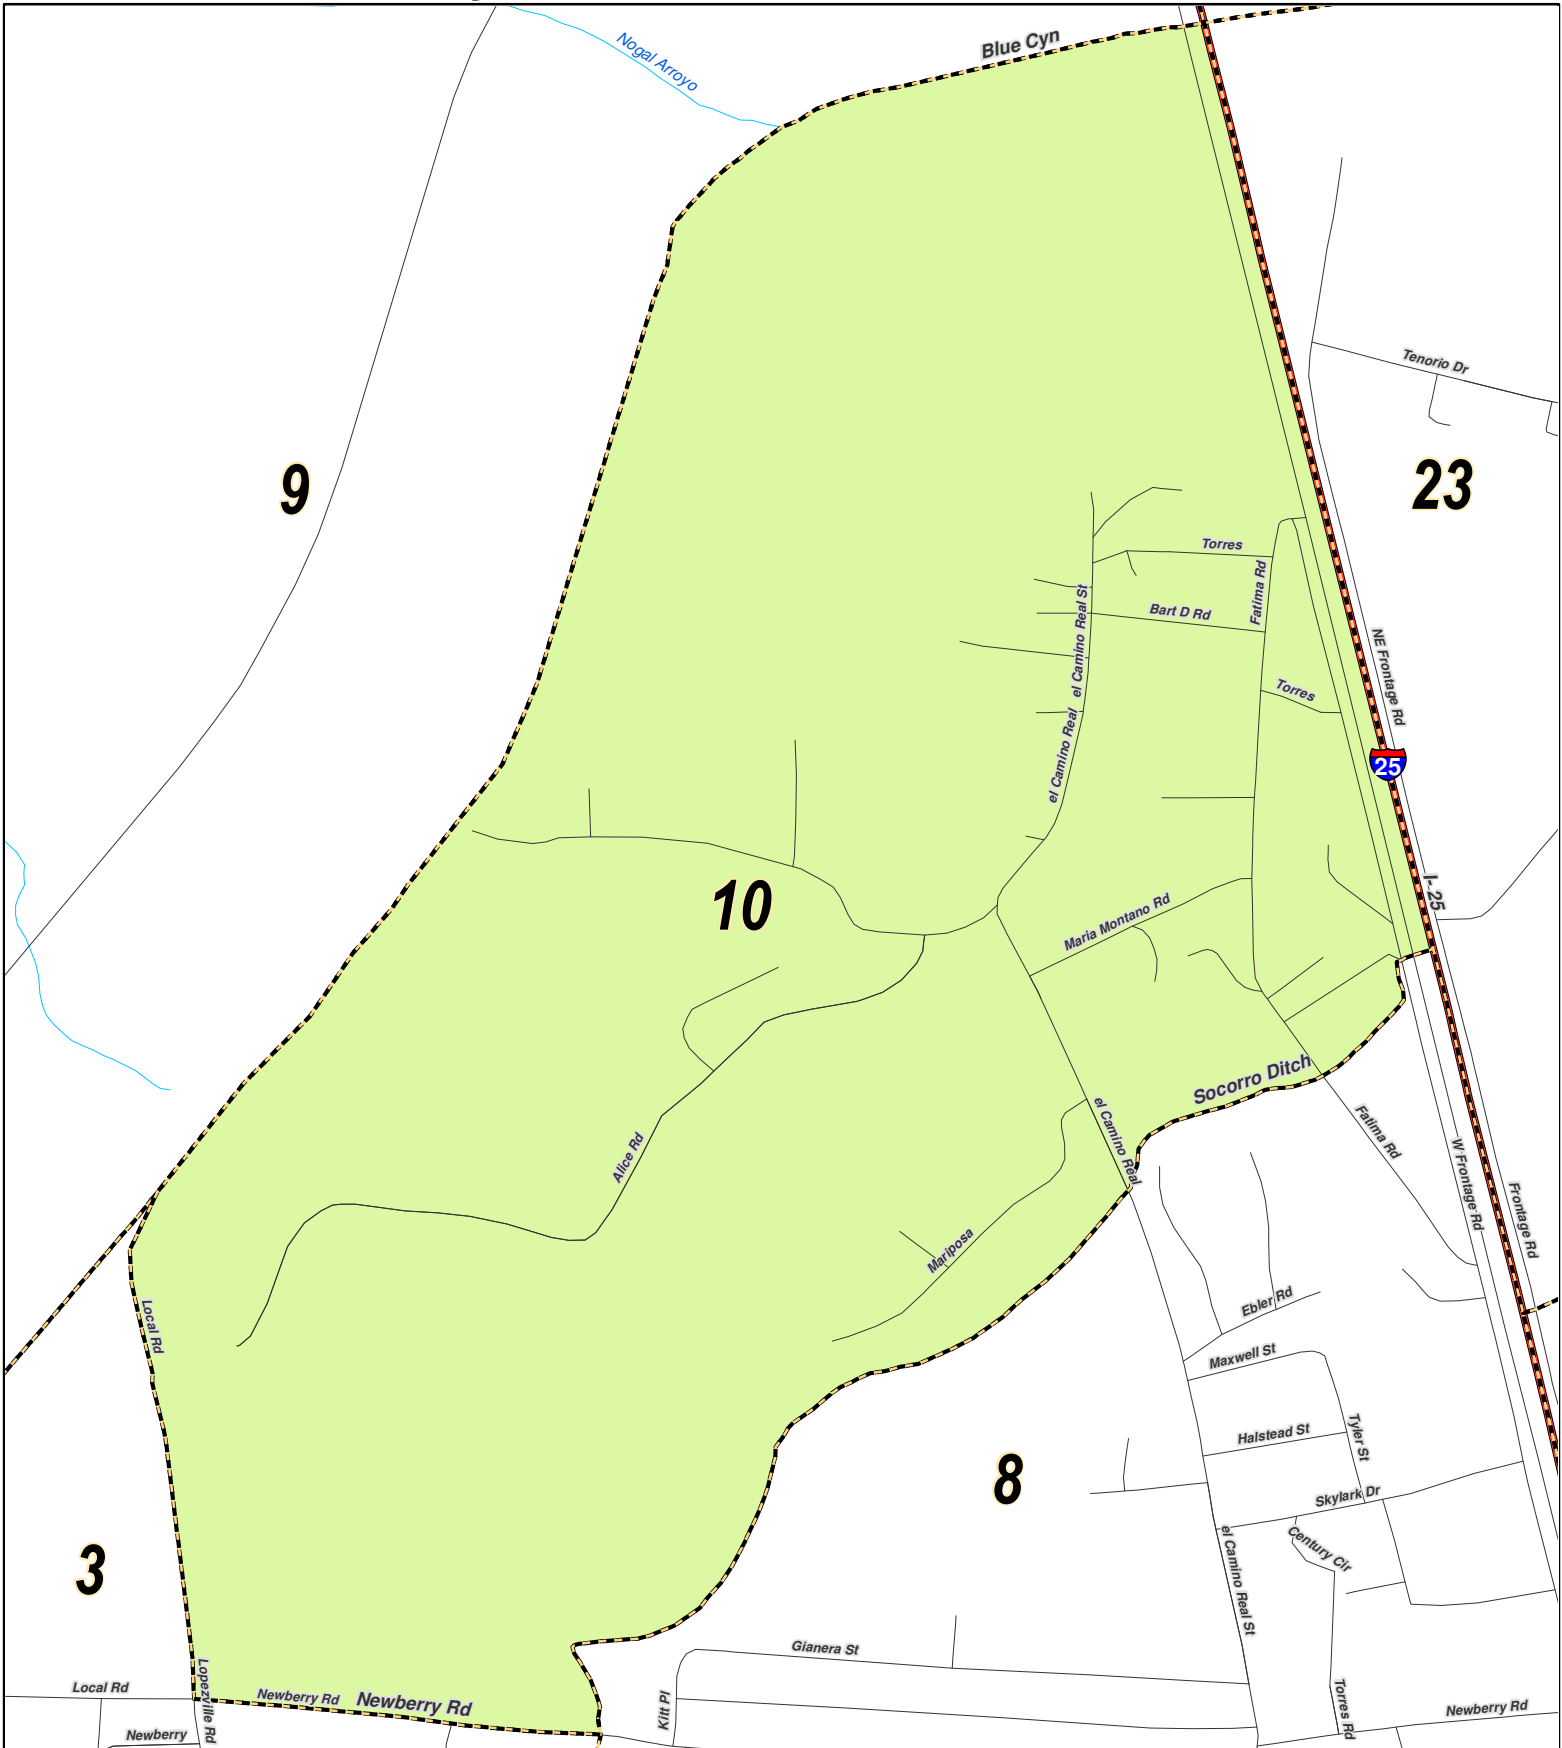 Nogal Arroyo
Blue Cyn
Tenorio Dr
9
23
Torres
Fatima Rd
Bart D Rd
el Camino Real St
NE Frontage Rd
Torres
el Camino Real
25
I-25
10
Maria Montano Rd
Socorro Ditch
el Camino Real
Fatima Rd
Alice Rd
W Frontage Rd
Frontage Rd
Mariposa
Local Rd
Ebler Rd
Maxwell St
Halstead St
Tyler St
8
Skylark Dr
Century Cir
3
el Camino Real St
Gianera St
Local Rd
Lopezville Rd
Newberry Rd
Newberry Rd
Kitt Pl
Torres Rd
Newberry Rd
Newberry